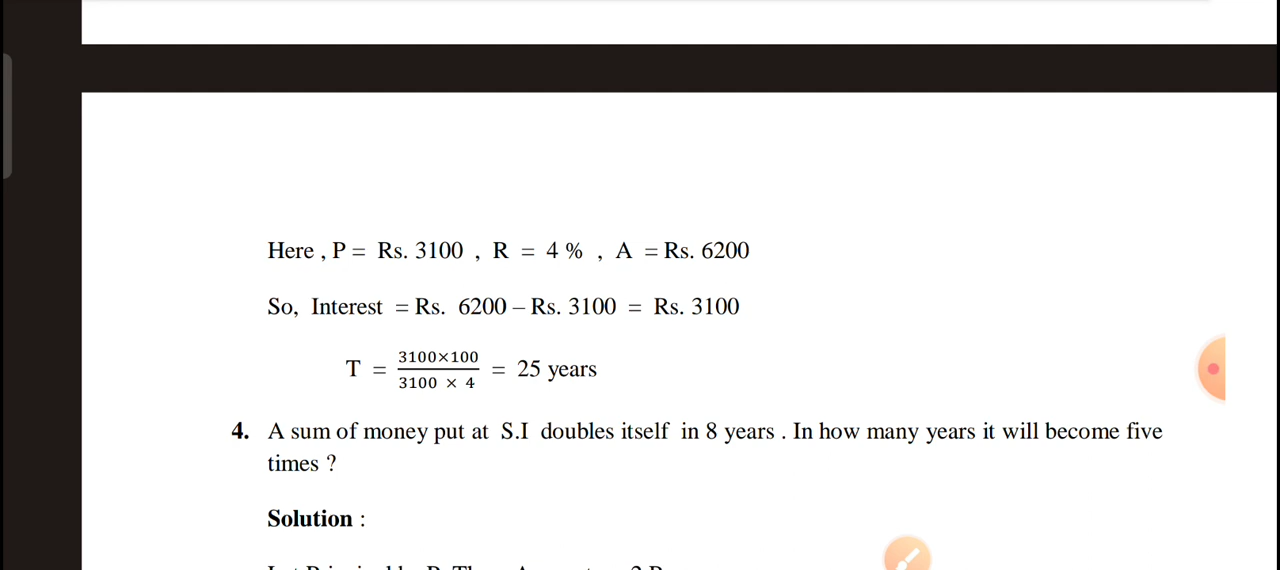 Here , P = Rs. 3100 , R = 4 % , A = Rs. 6200
So, Interest = Rs. 6200 – Rs. 3100 = Rs. 3100
T = 3100×100 / 3100 × 4 = 25 years
4. A sum of money put at S.I doubles itself in 8 years . In how many years it will become five
times ?
Solution :